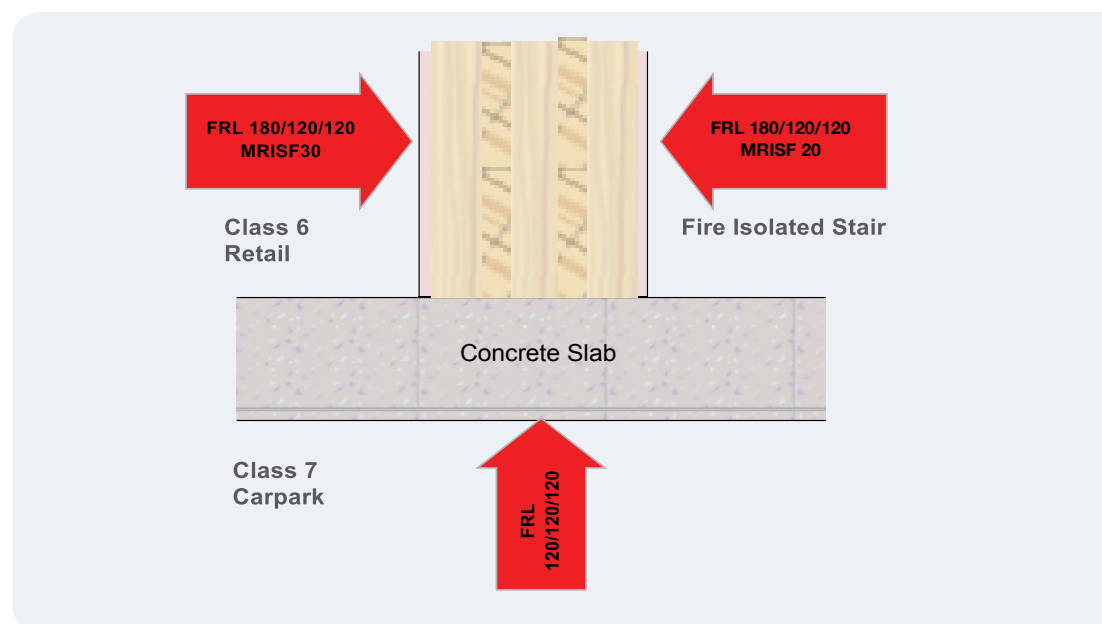 FRL 180/120/120
MRISF30
FRL 180/120/120
MRISF 20
Class 6
Retail
Fire Isolated Stair
Concrete Slab
Class 7
Carpark
FRL
120/120/120